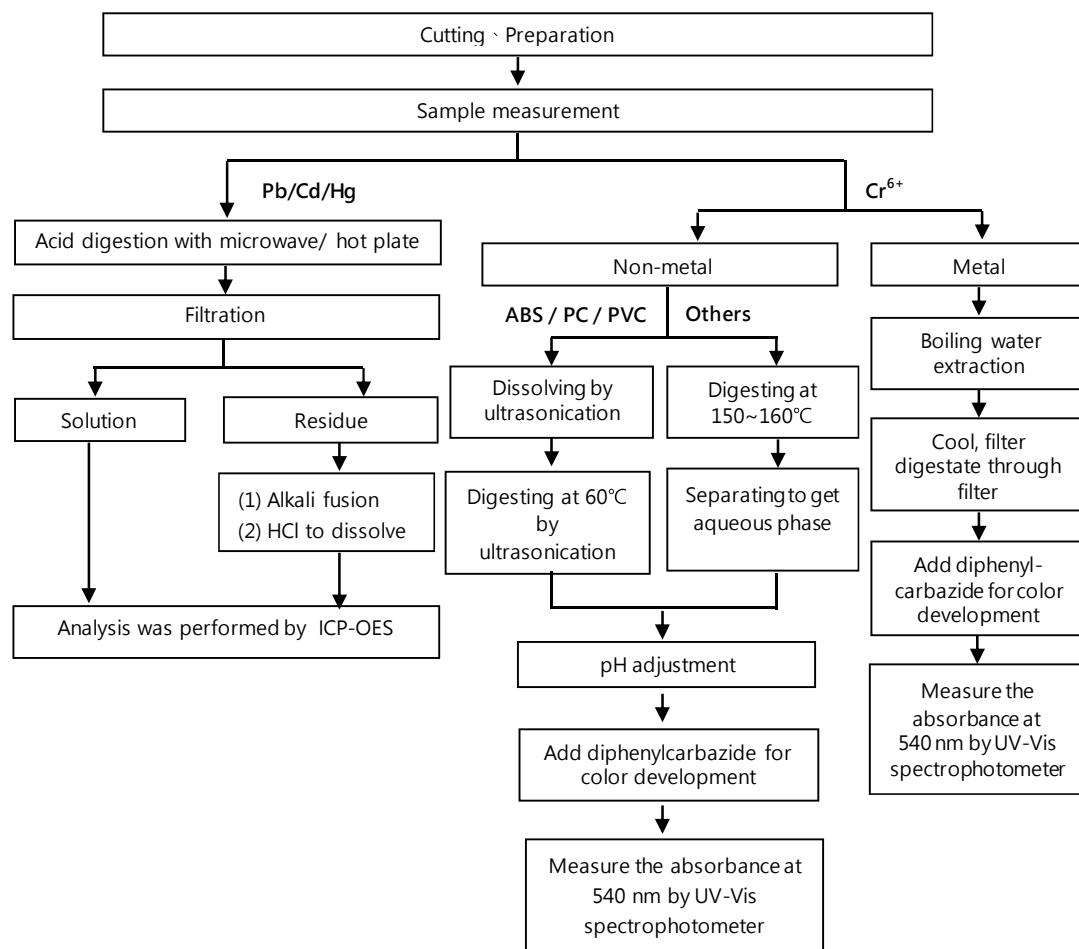 Cutting、Preparation
Sample measurement
Pb/Cd/Hg
Cr6+
Acid digestion with microwave/ hot plate
Filtration
Solution
Residue
(1) Alkali fusion
(2) HCl to dissolve
Analysis was performed by ICP-OES
Non-metal
ABS / PC / PVC
Others
Dissolving by
ultrasonication
Digesting at 60℃
by
ultrasonication
Digesting at
150~160℃
Separating to get
aqueous phase
pH adjustment
Add diphenylcarbazide for
color development
Measure the absorbance at
540 nm by UV-Vis
spectrophotometer
Metal
Boiling water
extraction
Cool, filter
digestate through
filter
Add diphenyl-
carbazide for color
development
Measure the
absorbance at
540 nm by UV-Vis
spectrophotometer